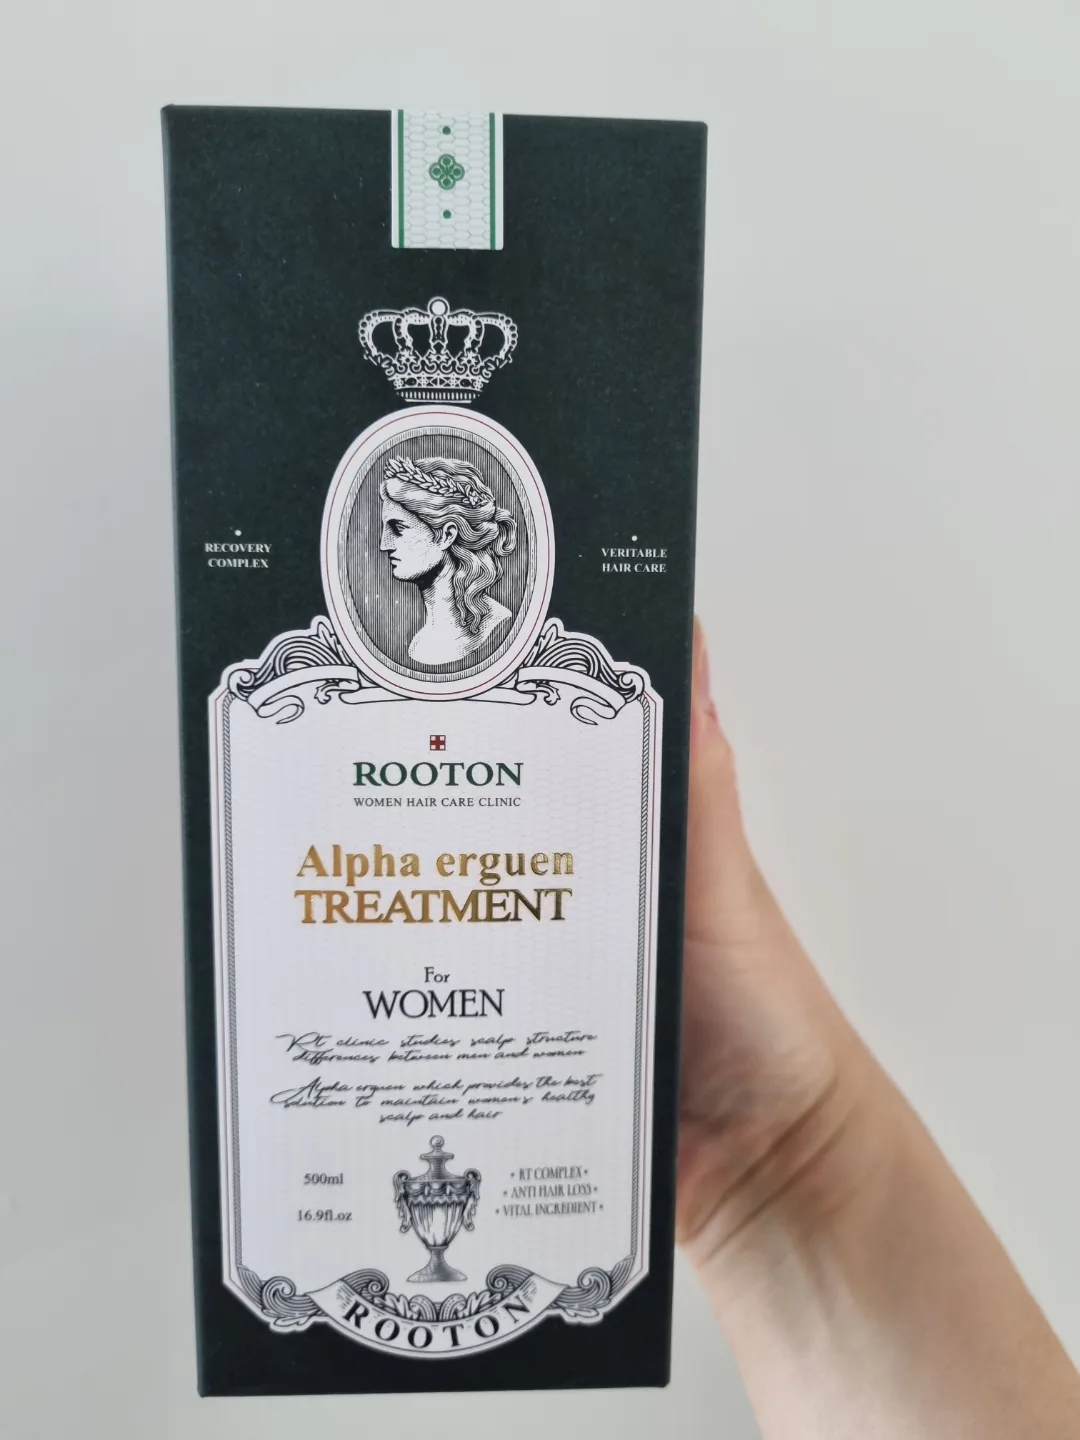 RECOVERY
COMPLEX
VERITABLE
HAIR CARE
ROOTON
WOMEN HAIR CARE CLINIC
Alpha erguen
TREATMENT
For
WOMEN
Rt clinic studies scalp structure
differences between men and women
Alpha erguen which provides the best
solution to maintain women's healthy
scalp and hair
500ml
16.9fl.oz
• RT COMPLEX •
• ANTI HAIR LOSS •
• VITAL INGREDIENT •
ROOTON